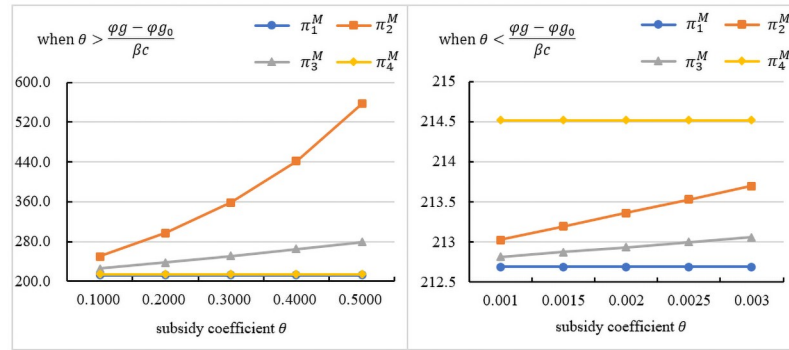 when θ > (φg − φg₀)/(βc)
π₁ᴹ π₂ᴹ
π₃ᴹ π₄ᴹ
600.0
520.0
440.0
360.0
280.0
200.0
0.1000 0.2000 0.3000 0.4000 0.5000
subsidy coefficient θ
when θ < (φg − φg₀)/(βc)
π₁ᴹ π₂ᴹ
π₃ᴹ π₄ᴹ
215
214.5
214
213.5
213
212.5
0.001 0.0015 0.002 0.0025 0.003
subsidy coefficient θ